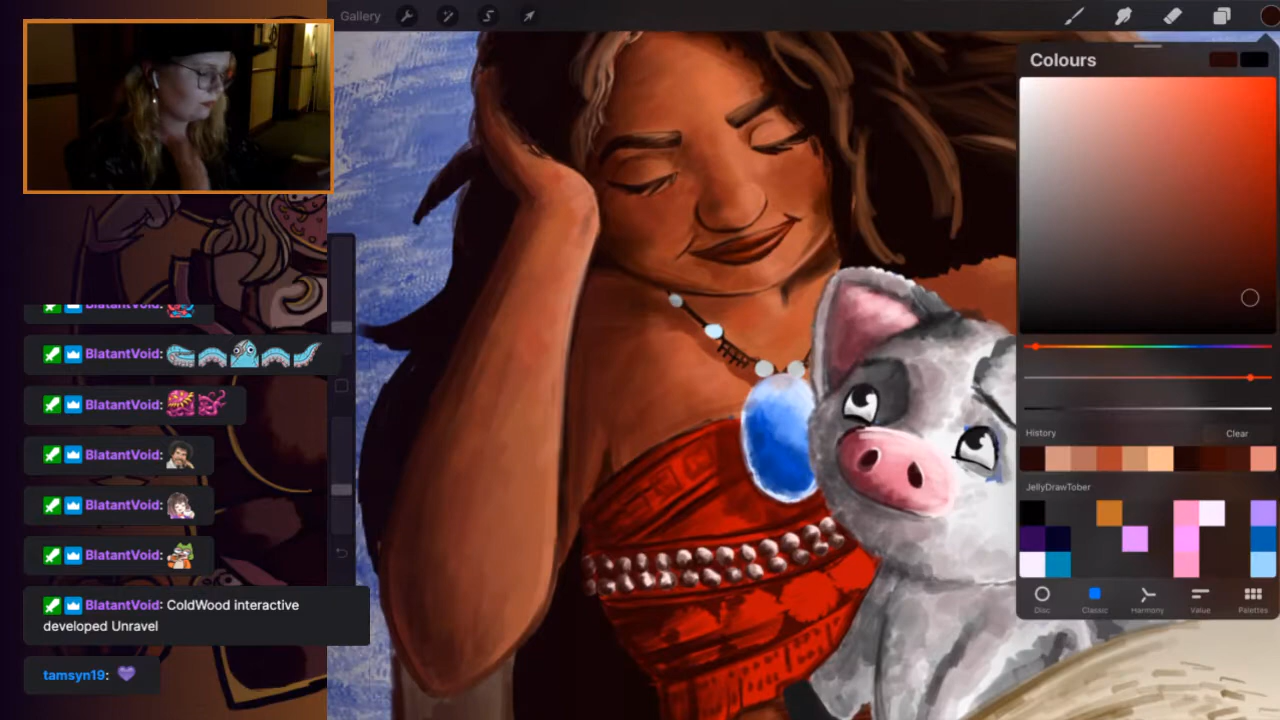 Gallery
Colours
BlatantVoid:
BlatantVoid:
BlatantVoid:
BlatantVoid:
BlatantVoid:
BlatantVoid:
BlatantVoid: ColdWood interactive
developed Unravel
tamsyn19:
History
Clear
JellyDrawTober
Disc
Classic
Harmony
Value
Palettes